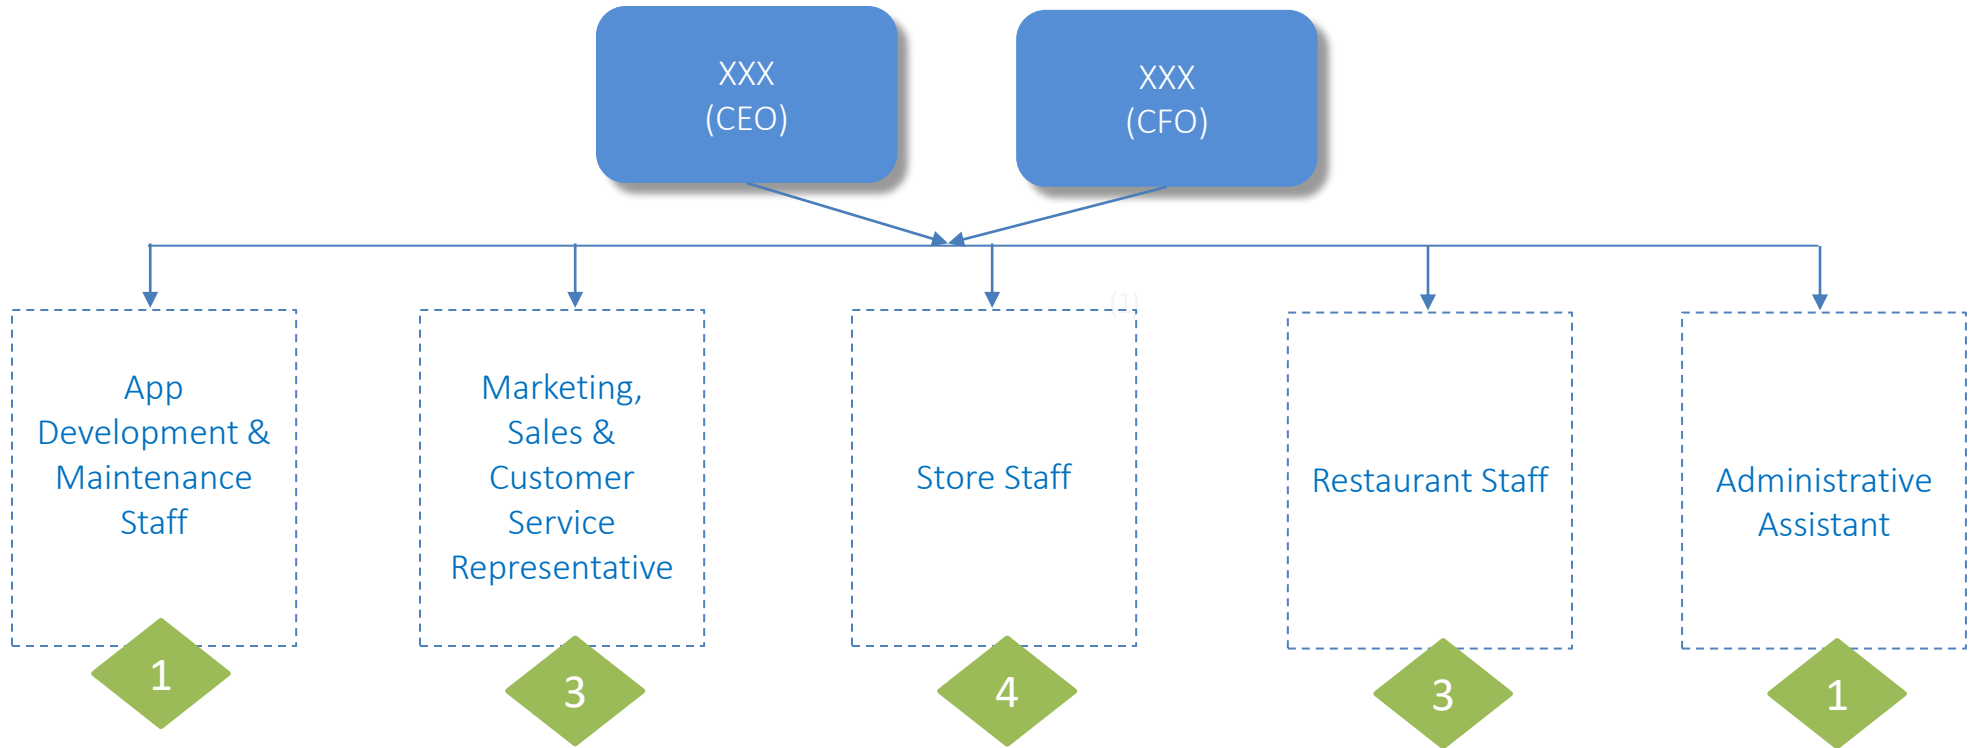 XXX
(CEO)
XXX
(CFO)
(1)
App
Development &
Maintenance
Staff
Marketing,
Sales &
Customer
Service
Representative
Store Staff
Restaurant Staff
Administrative
Assistant
1
3
4
3
1